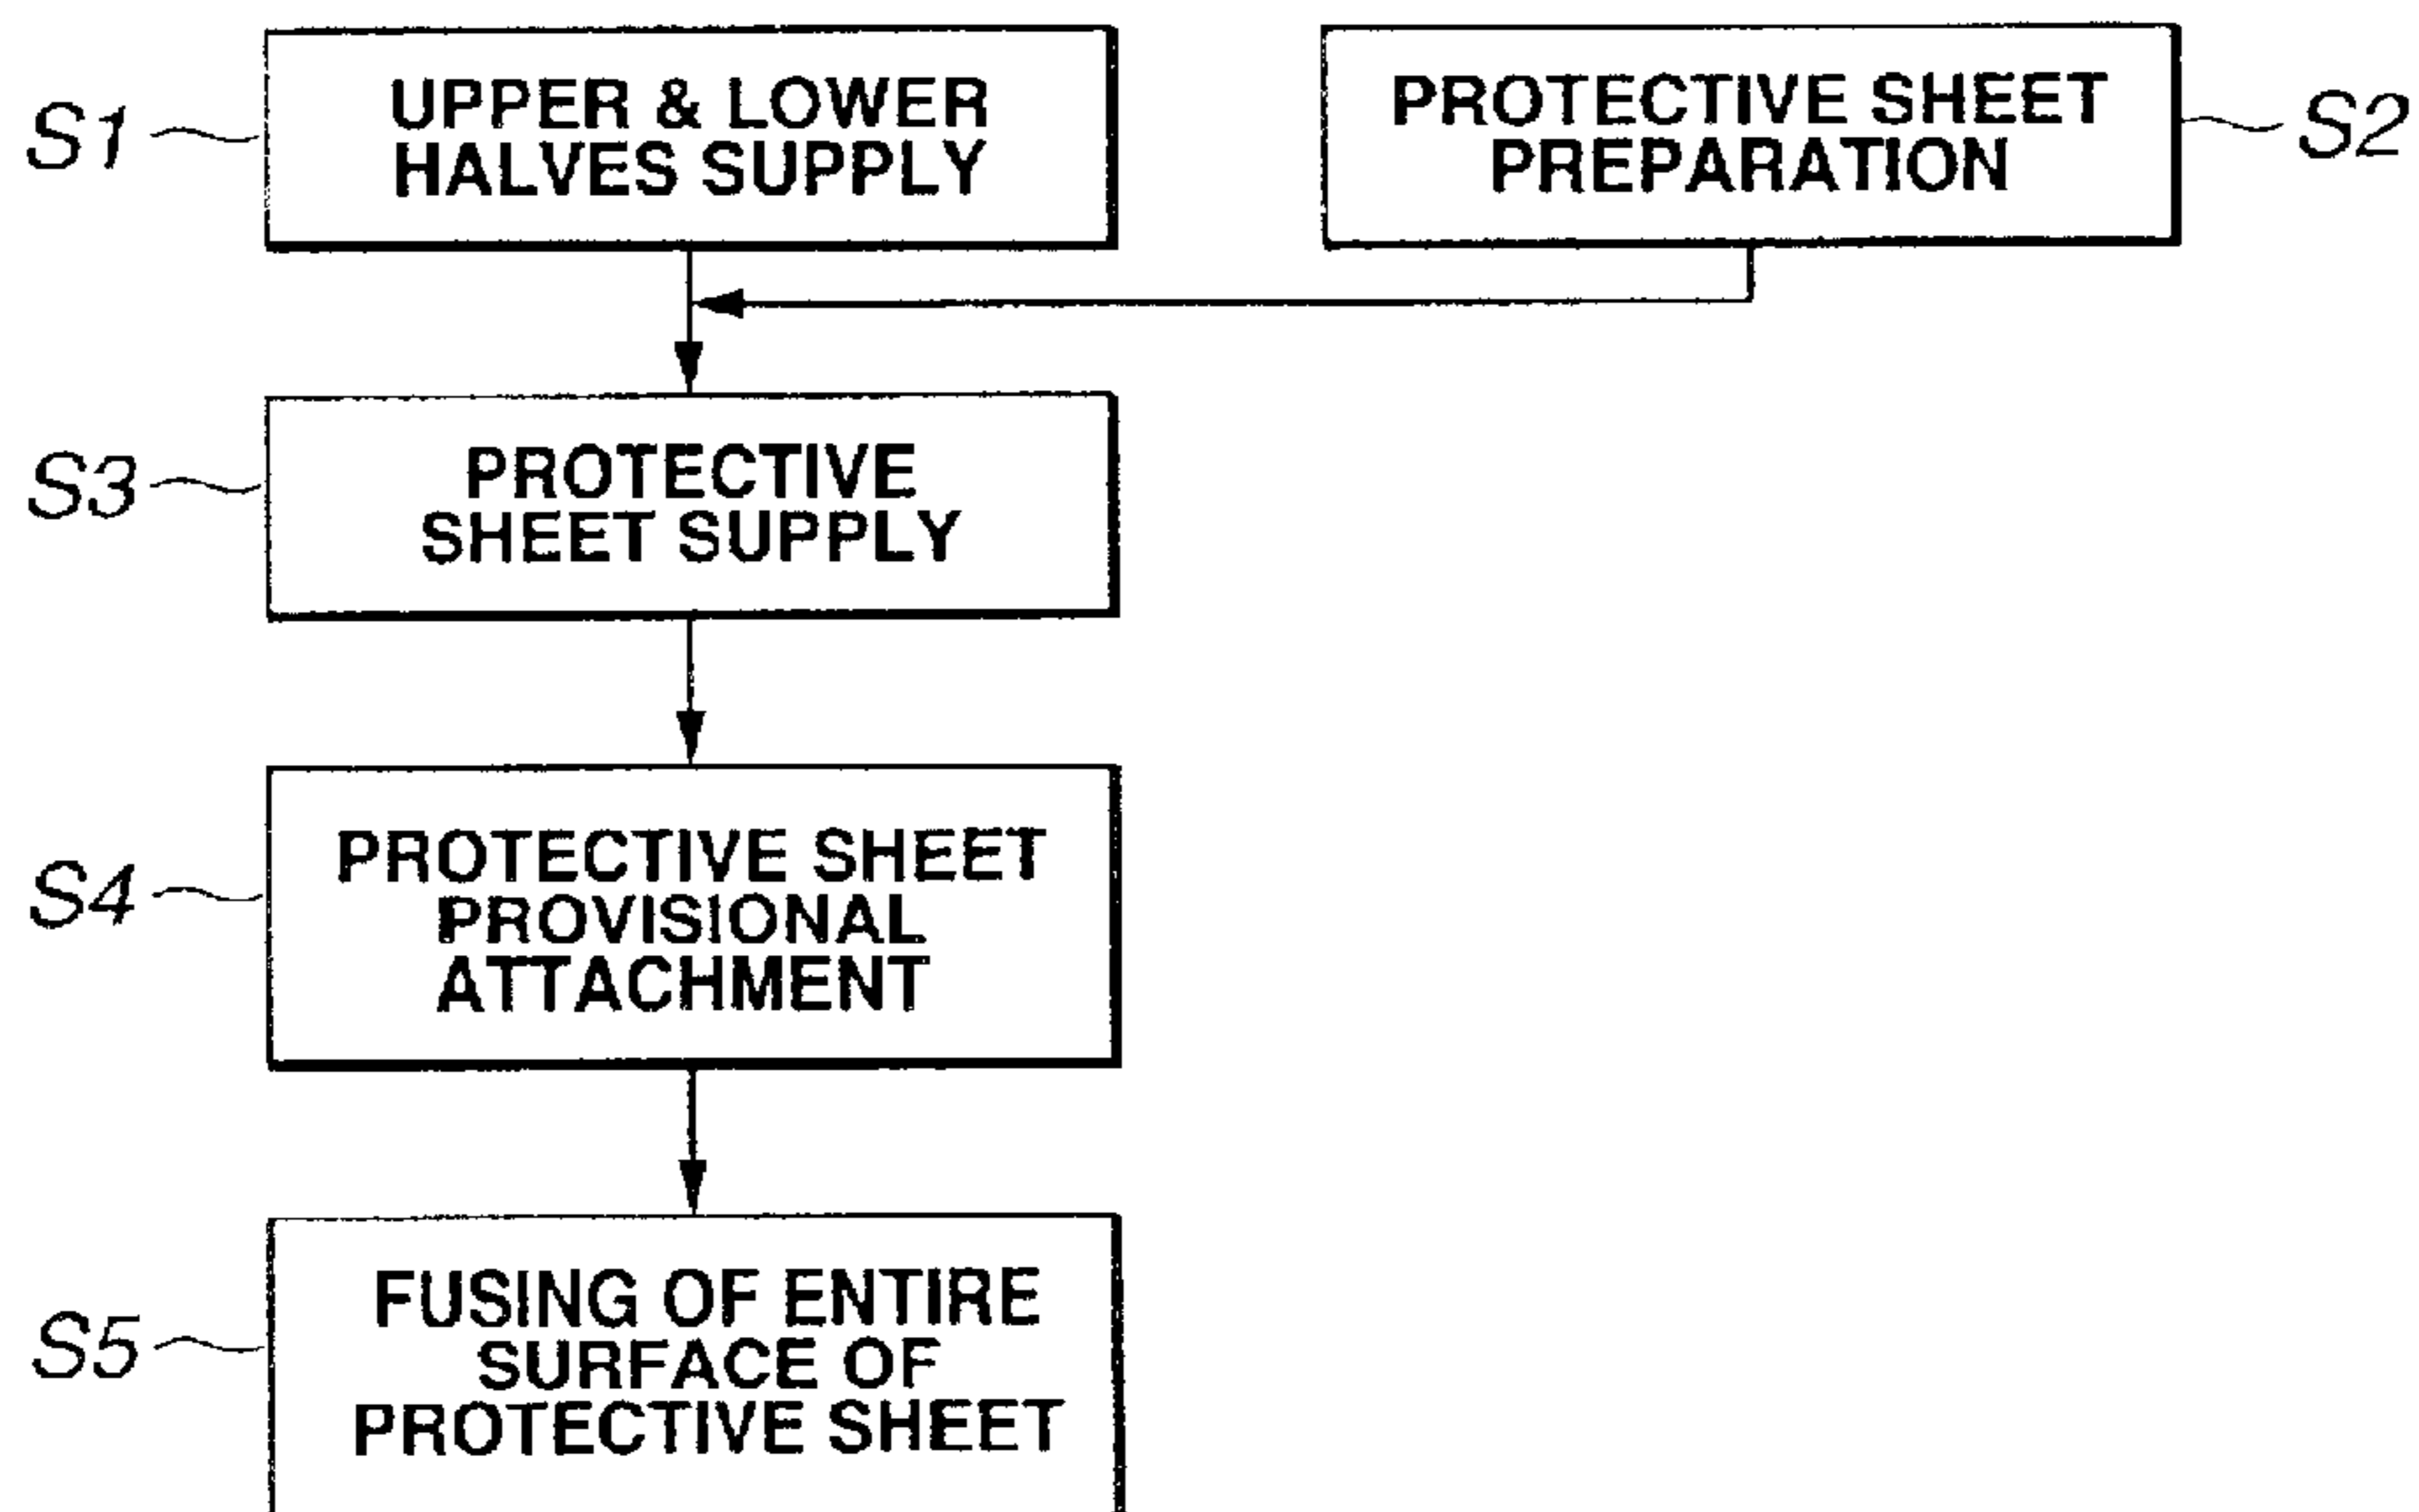 S1
UPPER & LOWER
HALVES SUPPLY
PROTECTIVE SHEET
PREPARATION
S2
S3
PROTECTIVE
SHEET SUPPLY
S4
PROTECTIVE SHEET
PROVISIONAL
ATTACHMENT
S5
FUSING OF ENTIRE
SURFACE OF
PROTECTIVE SHEET